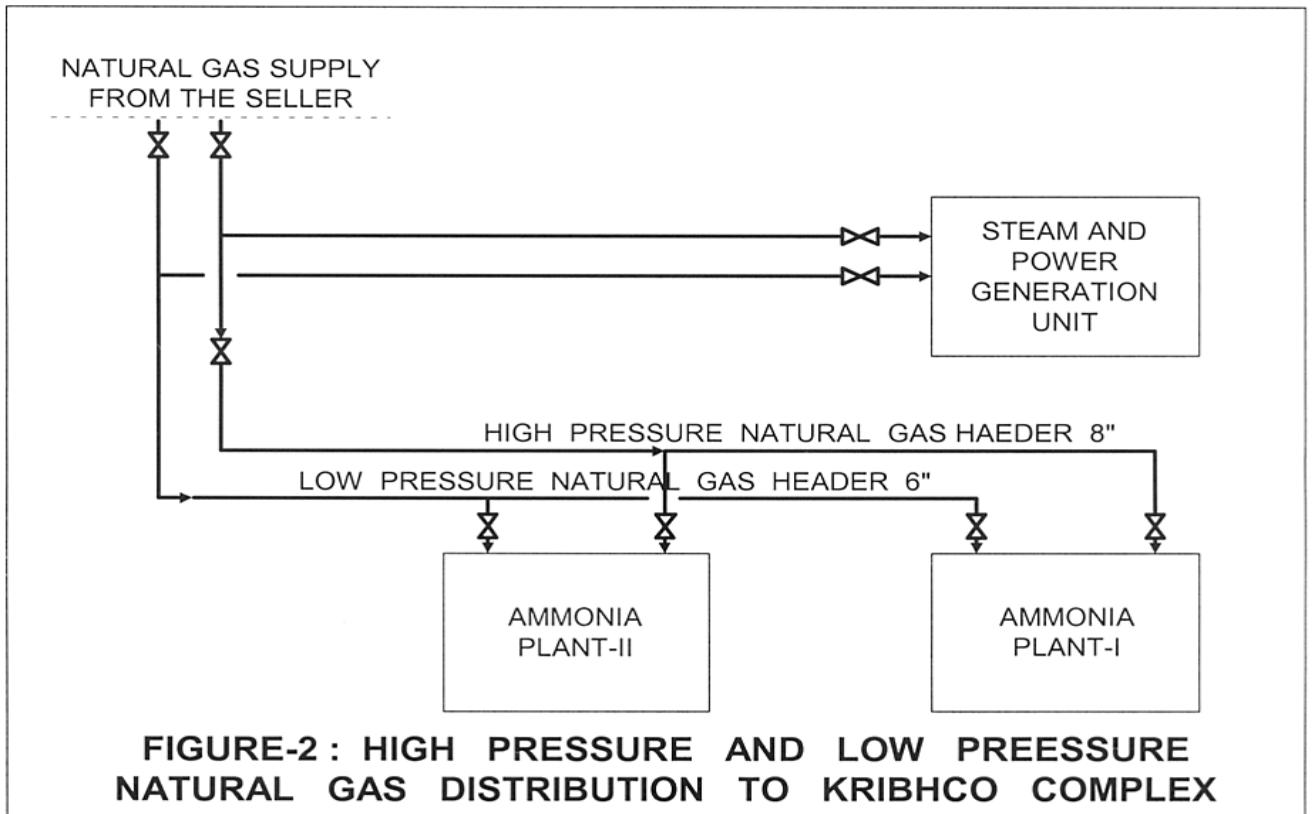 NATURAL GAS SUPPLY
FROM THE SELLER
STEAM AND
POWER
GENERATION
UNIT
HIGH PRESSURE NATURAL GAS HAEDER 8"
LOW PRESSURE NATURAL GAS HEADER 6"
AMMONIA
PLANT-II
AMMONIA
PLANT-I
FIGURE-2 : HIGH PRESSURE AND LOW PREESSURE
NATURAL GAS DISTRIBUTION TO KRIBHCO COMPLEX